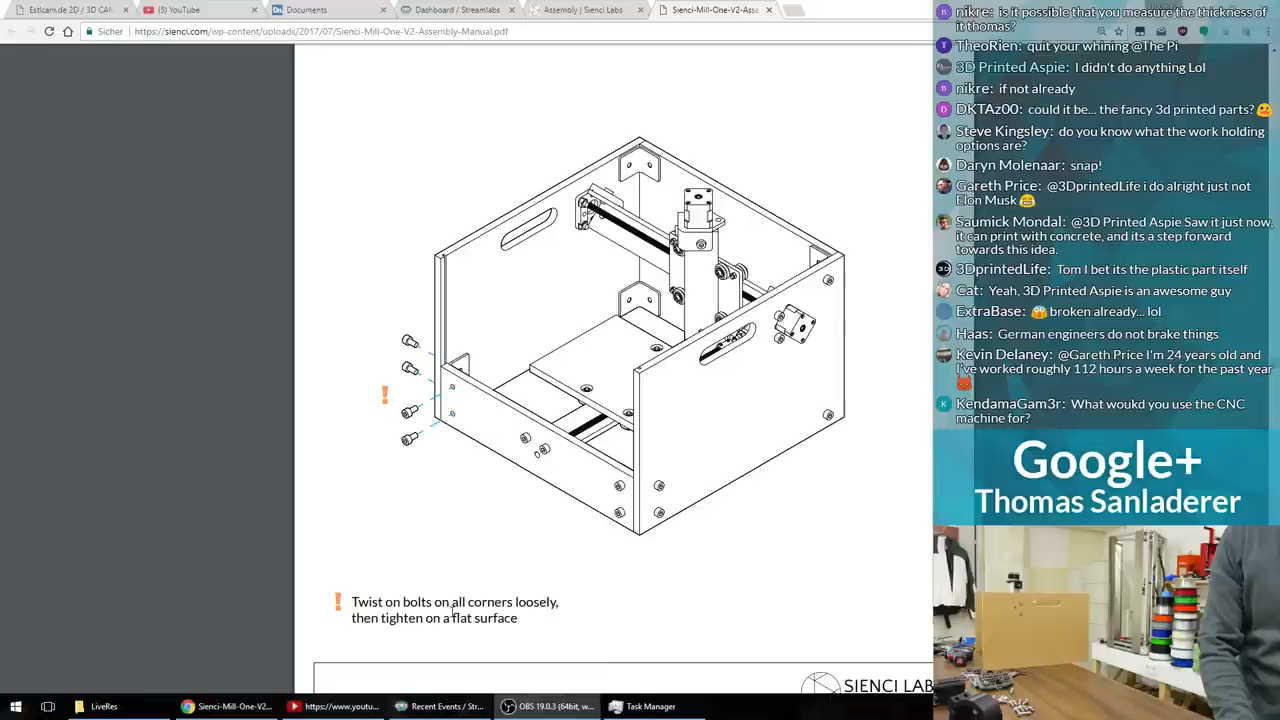 Estlcam.de 2D / 3D CAM
(5) YouTube
Documents
Dashboard / Streamlabs
Assembly | Sienci Labs
Sienci-Mill-One-V2-Asse
Sicher
https://sienci.com/wp-content/uploads/2017/07/Sienci-Mill-One-V2-Assembly-Manual.pdf
!
! Twist on bolts on all corners loosely,
then tighten on a flat surface
SIENCI LAB
nikre: is it possible that you measure the thickness of
it thomas?
TheoRien: quit your whining @The Pi
3D Printed Aspie: I didn't do anything Lol
nikre: if not already
DKTAz00: could it be... the fancy 3d printed parts?
Steve Kingsley: do you know what the work holding
options are?
Daryn Molenaar: snap!
Gareth Price: @3DprintedLife i do alright just not
Elon Musk
Saumick Mondal: @3D Printed Aspie Saw it just now,
it can print with concrete, and its a step forward
towards this idea.
3DprintedLife: Tom I bet its the plastic part itself
Cat: Yeah, 3D Printed Aspie is an awesome guy
ExtraBase: broken already... lol
Haas: German engineers do not brake things
Kevin Delaney: @Gareth Price I'm 24 years old and
I've worked roughly 112 hours a week for the past year
KendamaGam3r: What woukd you use the CNC
machine for?
Google+
Thomas Sanladerer
LiveRes
Sienci-Mill-One-V2...
https://www.youtu...
Recent Events / Str...
OBS 19.0.3 (64bit, w...
Task Manager